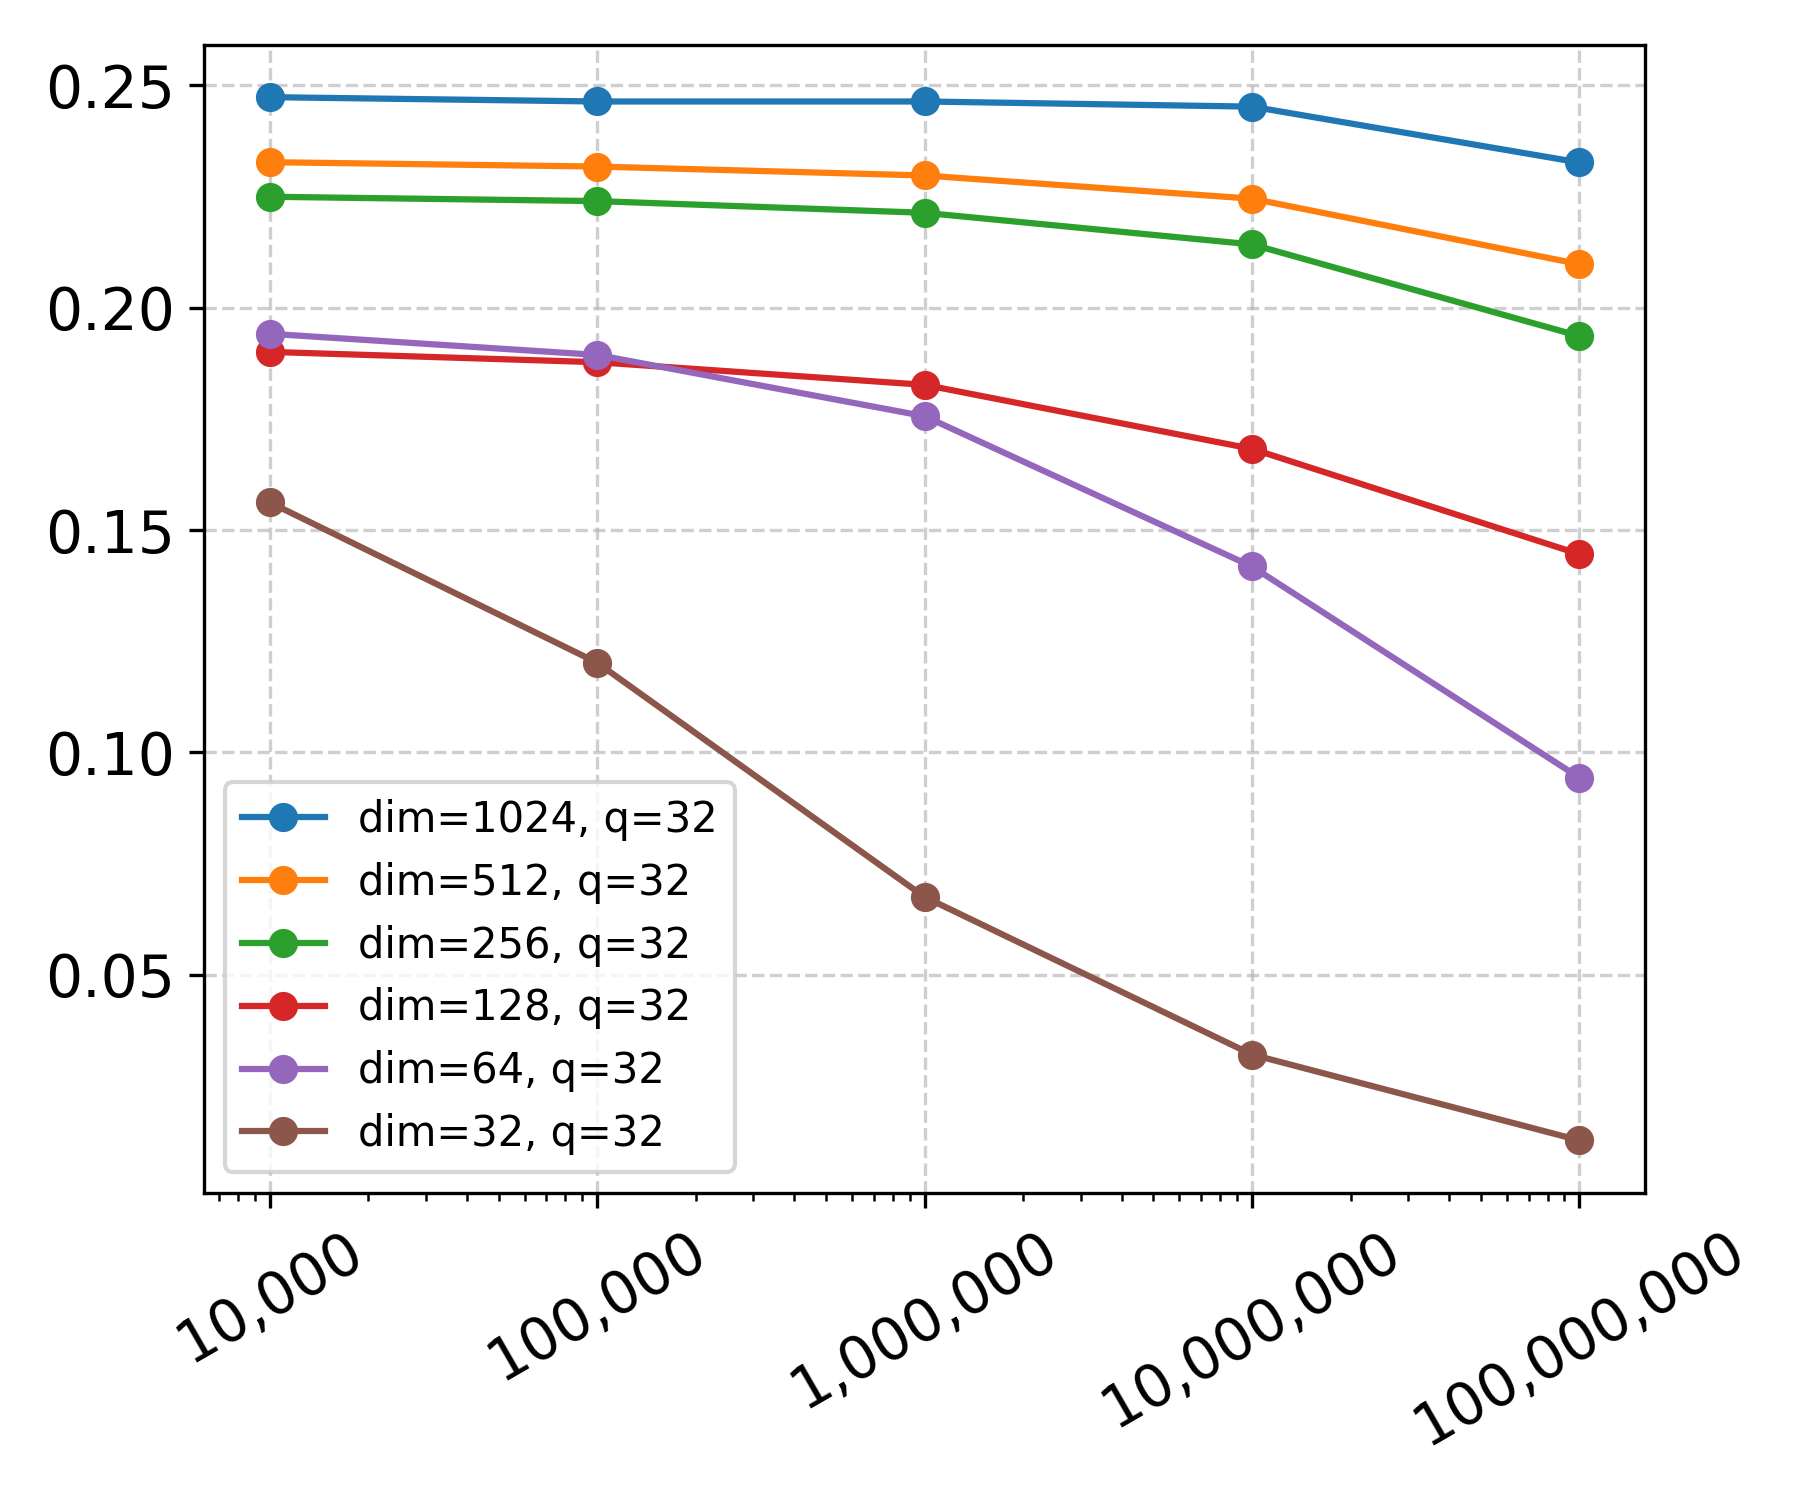 0.25
0.20
0.15
0.10
0.05
dim=1024, q=32
dim=512, q=32
dim=256, q=32
dim=128, q=32
dim=64, q=32
dim=32, q=32
10,000
100,000
1,000,000
10,000,000
100,000,000